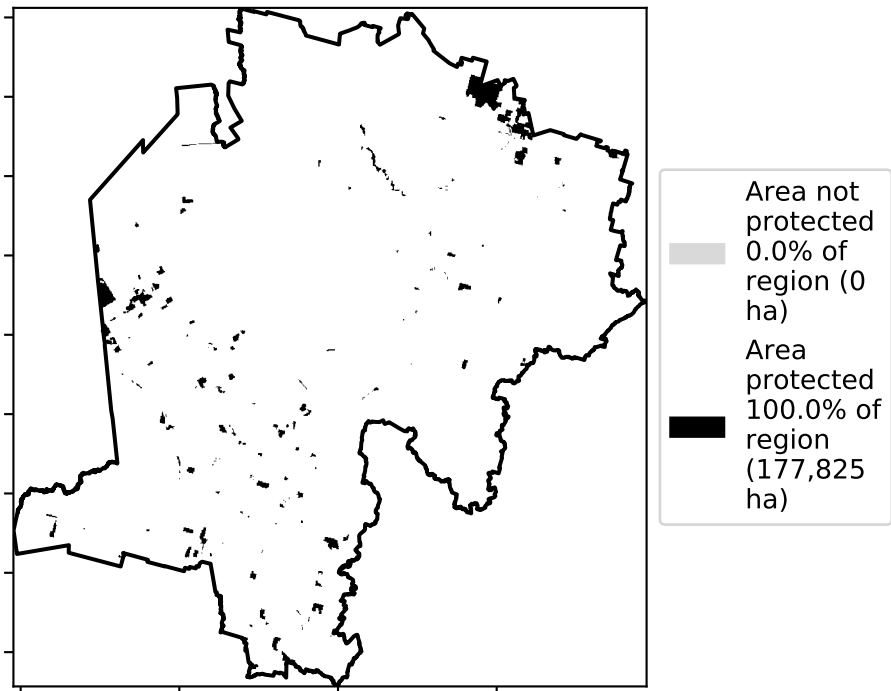 Area not
protected
0.0% of
region (0
ha)
Area
protected
100.0% of
region
(177,825
ha)